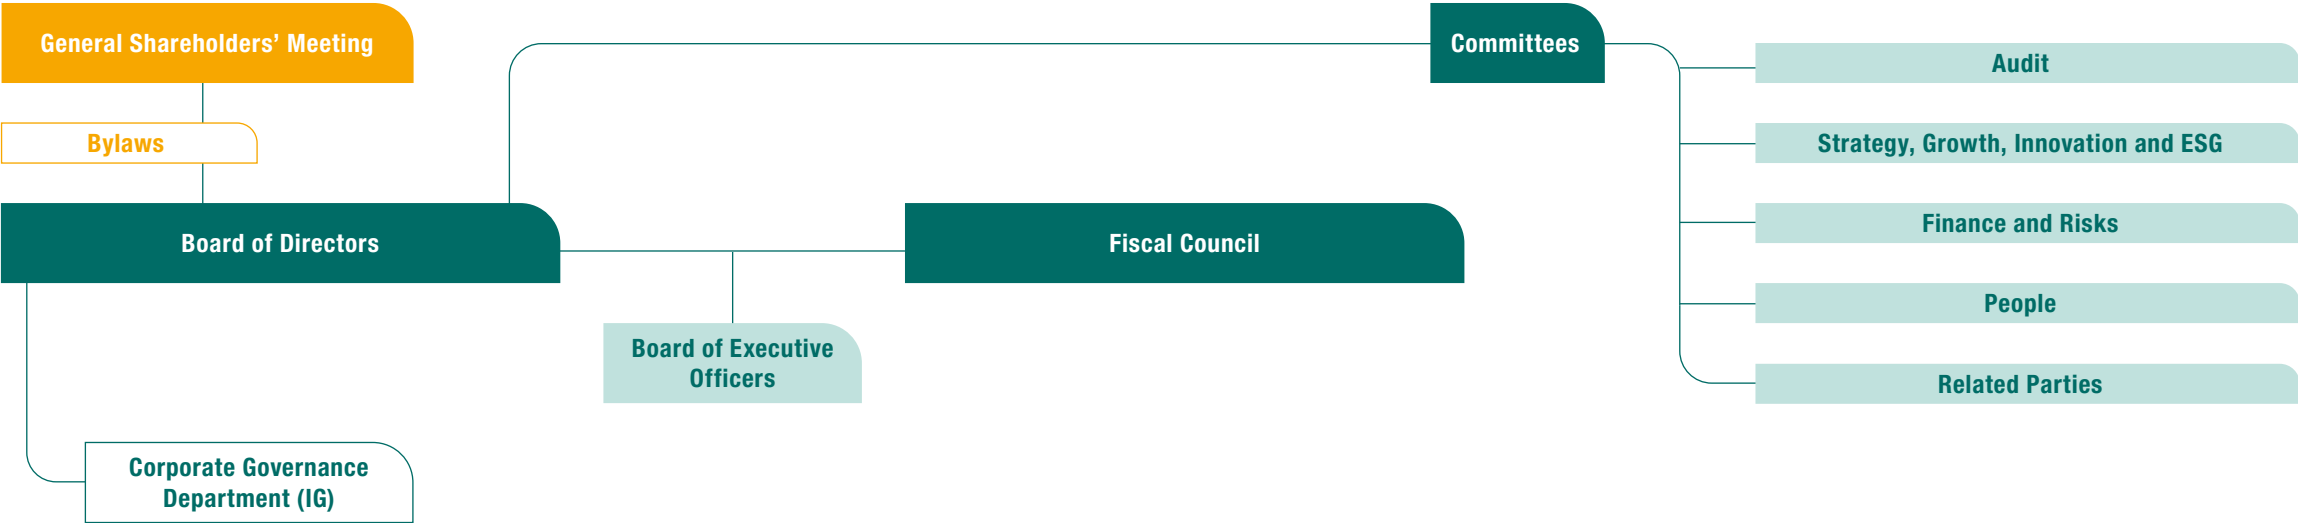 General Shareholders’ Meeting
Committees
Audit
Bylaws
Strategy, Growth, Innovation and ESG
Board of Directors
Fiscal Council
Finance and Risks
People
Board of Executive
Officers
Related Parties
Corporate Governance
Department (IG)